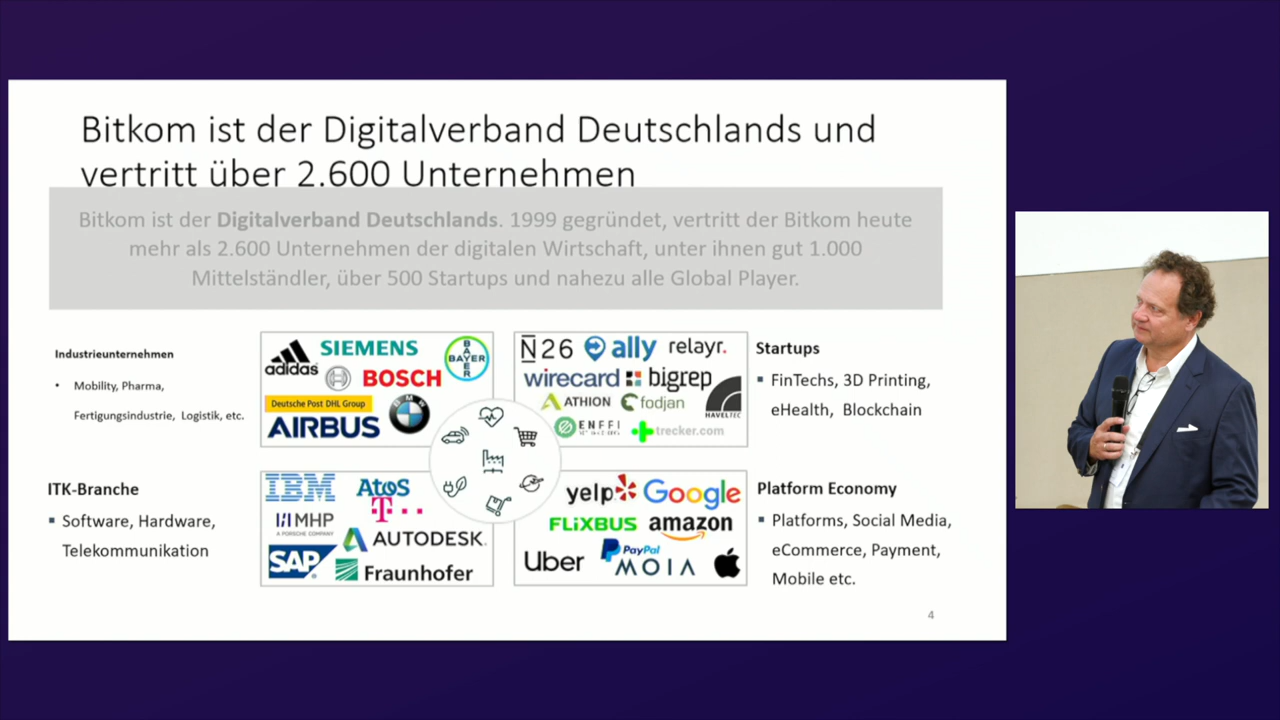 Bitkom ist der Digitalverband Deutschlands und
vertritt über 2.600 Unternehmen
Bitkom ist der Digitalverband Deutschlands. 1999 gegründet, vertritt der Bitkom heute
mehr als 2.600 Unternehmen der digitalen Wirtschaft, unter ihnen gut 1.000
Mittelständler, über 500 Startups und nahezu alle Global Player.
Industrieunternehmen
• Mobility, Pharma,
Fertigungsindustrie, Logistik, etc.
adidas
SIEMENS
BAYER
BAYER
BOSCH
Deutsche Post DHL Group
BMW
AIRBUS
N26
ally
relayr.
wirecard
bigrep
ATHION
fodjan
HAVELTEC
ENFFI
trecker.com
Startups
▪ FinTechs, 3D Printing,
eHealth, Blockchain
ITK-Branche
▪ Software, Hardware,
Telekommunikation
IBM
Atos
T
MHP
A PORSCHE COMPANY
AUTODESK.
SAP
Fraunhofer
yelp
Google
FLiXBUS
amazon
Uber
PayPal
MOIA
Platform Economy
▪ Platforms, Social Media,
eCommerce, Payment,
Mobile etc.
4